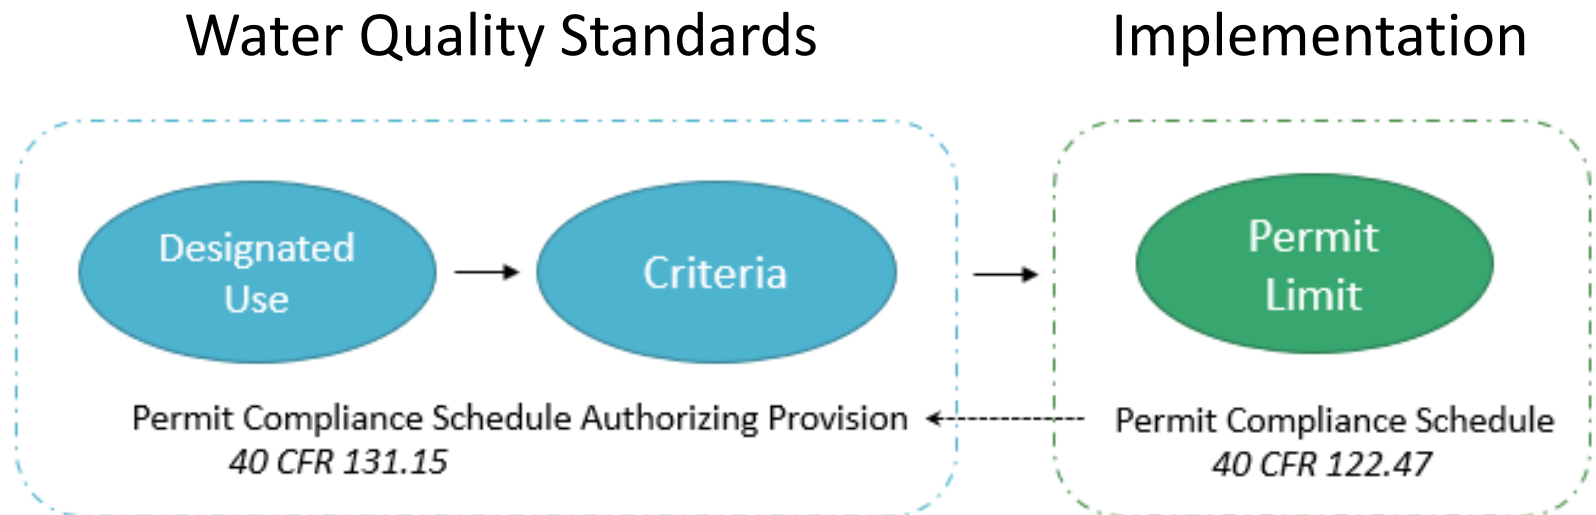 Water Quality Standards
Implementation
Designated
Use
Criteria
Permit
Limit
Permit Compliance Schedule Authorizing Provision
40 CFR 131.15
Permit Compliance Schedule
40 CFR 122.47